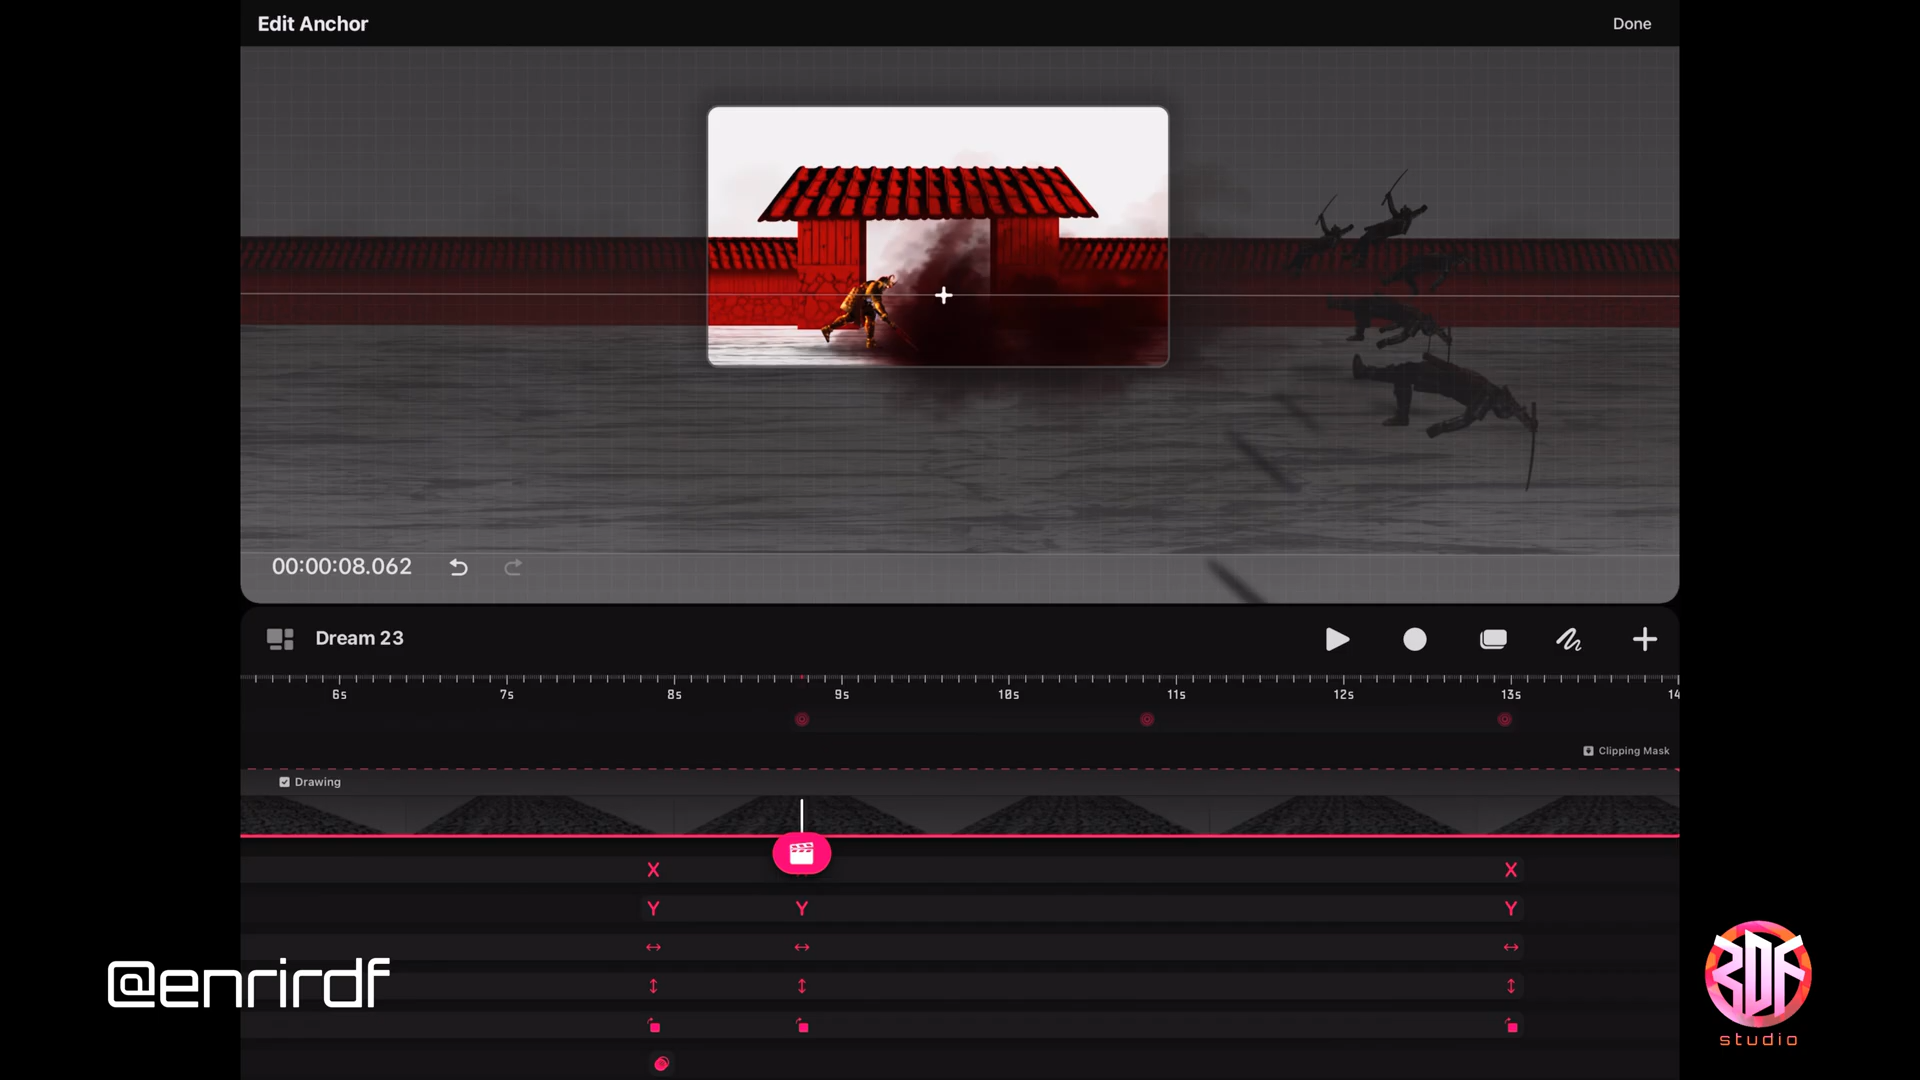 Edit Anchor
Done
00:00:08.062
Dream 23
6s 7s 8s 9s 10s 11s 12s 13s 14
Clipping Mask
Drawing
X X
Y Y Y
@enrirdf
RDF
studio